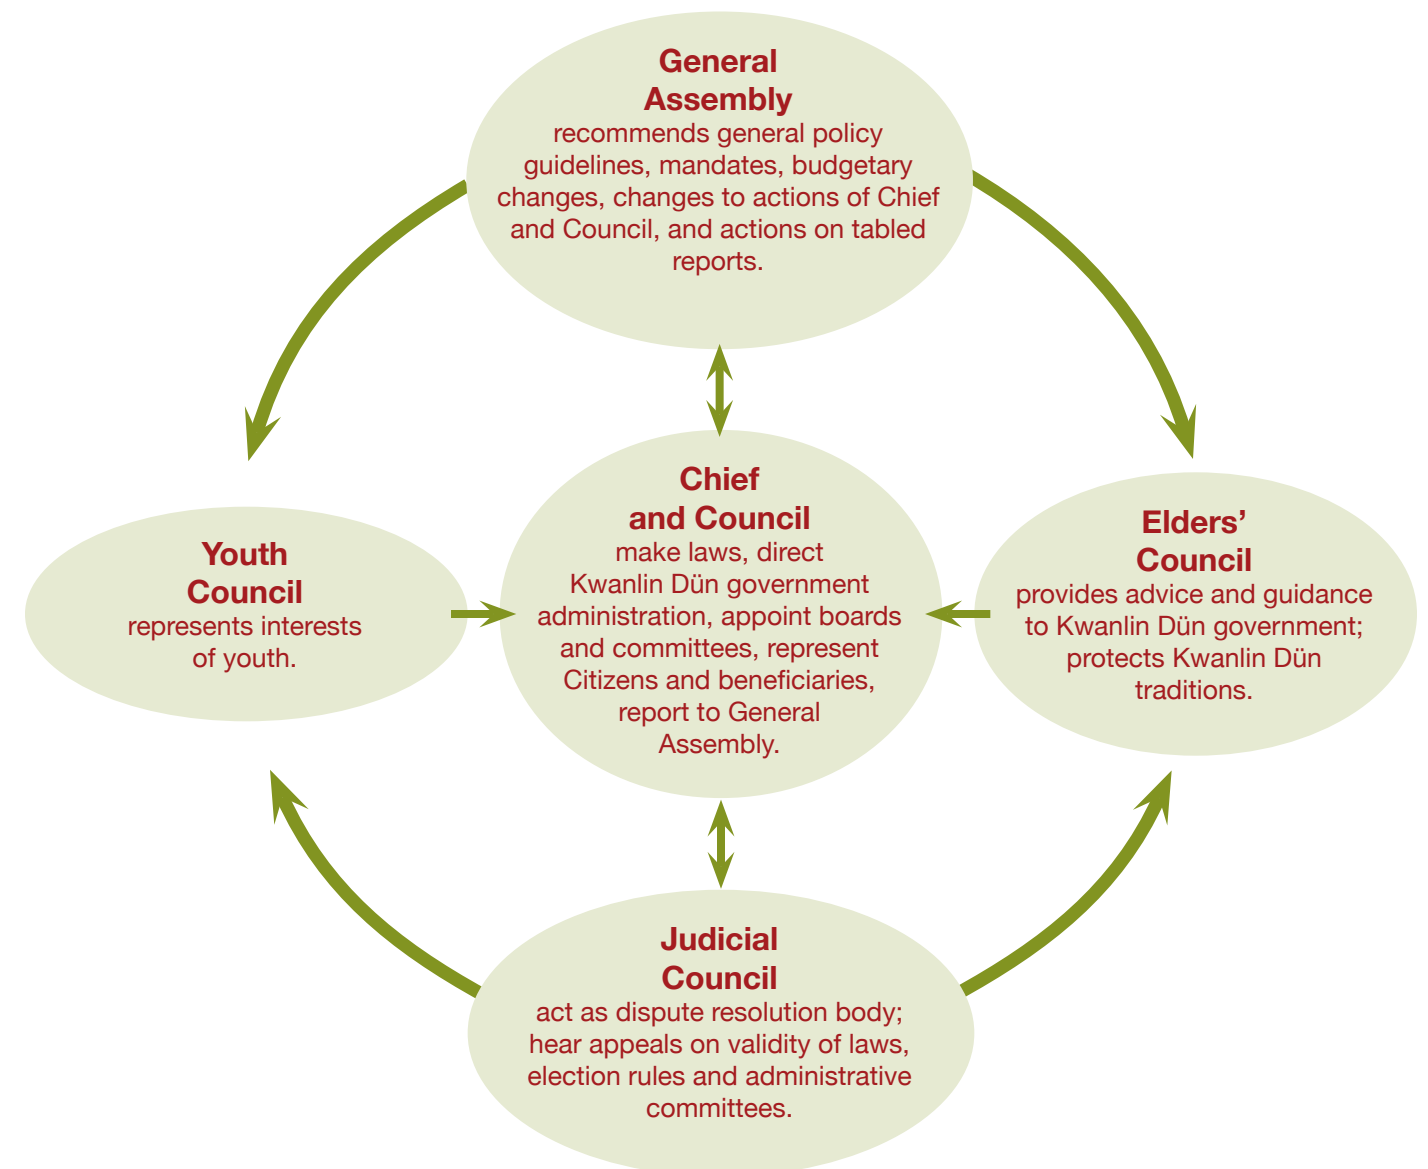 General
Assembly
recommends general policy
guidelines, mandates, budgetary
changes, changes to actions of Chief
and Council, and actions on tabled
reports.
Chief
and Council
make laws, direct
Kwanlin Dün government
administration, appoint boards
and committees, represent
Citizens and beneficiaries,
report to General
Assembly.
Youth
Council
represents interests
of youth.
Elders’
Council
provides advice and guidance
to Kwanlin Dün government;
protects Kwanlin Dün
traditions.
Judicial
Council
act as dispute resolution body;
hear appeals on validity of laws,
election rules and administrative
committees.